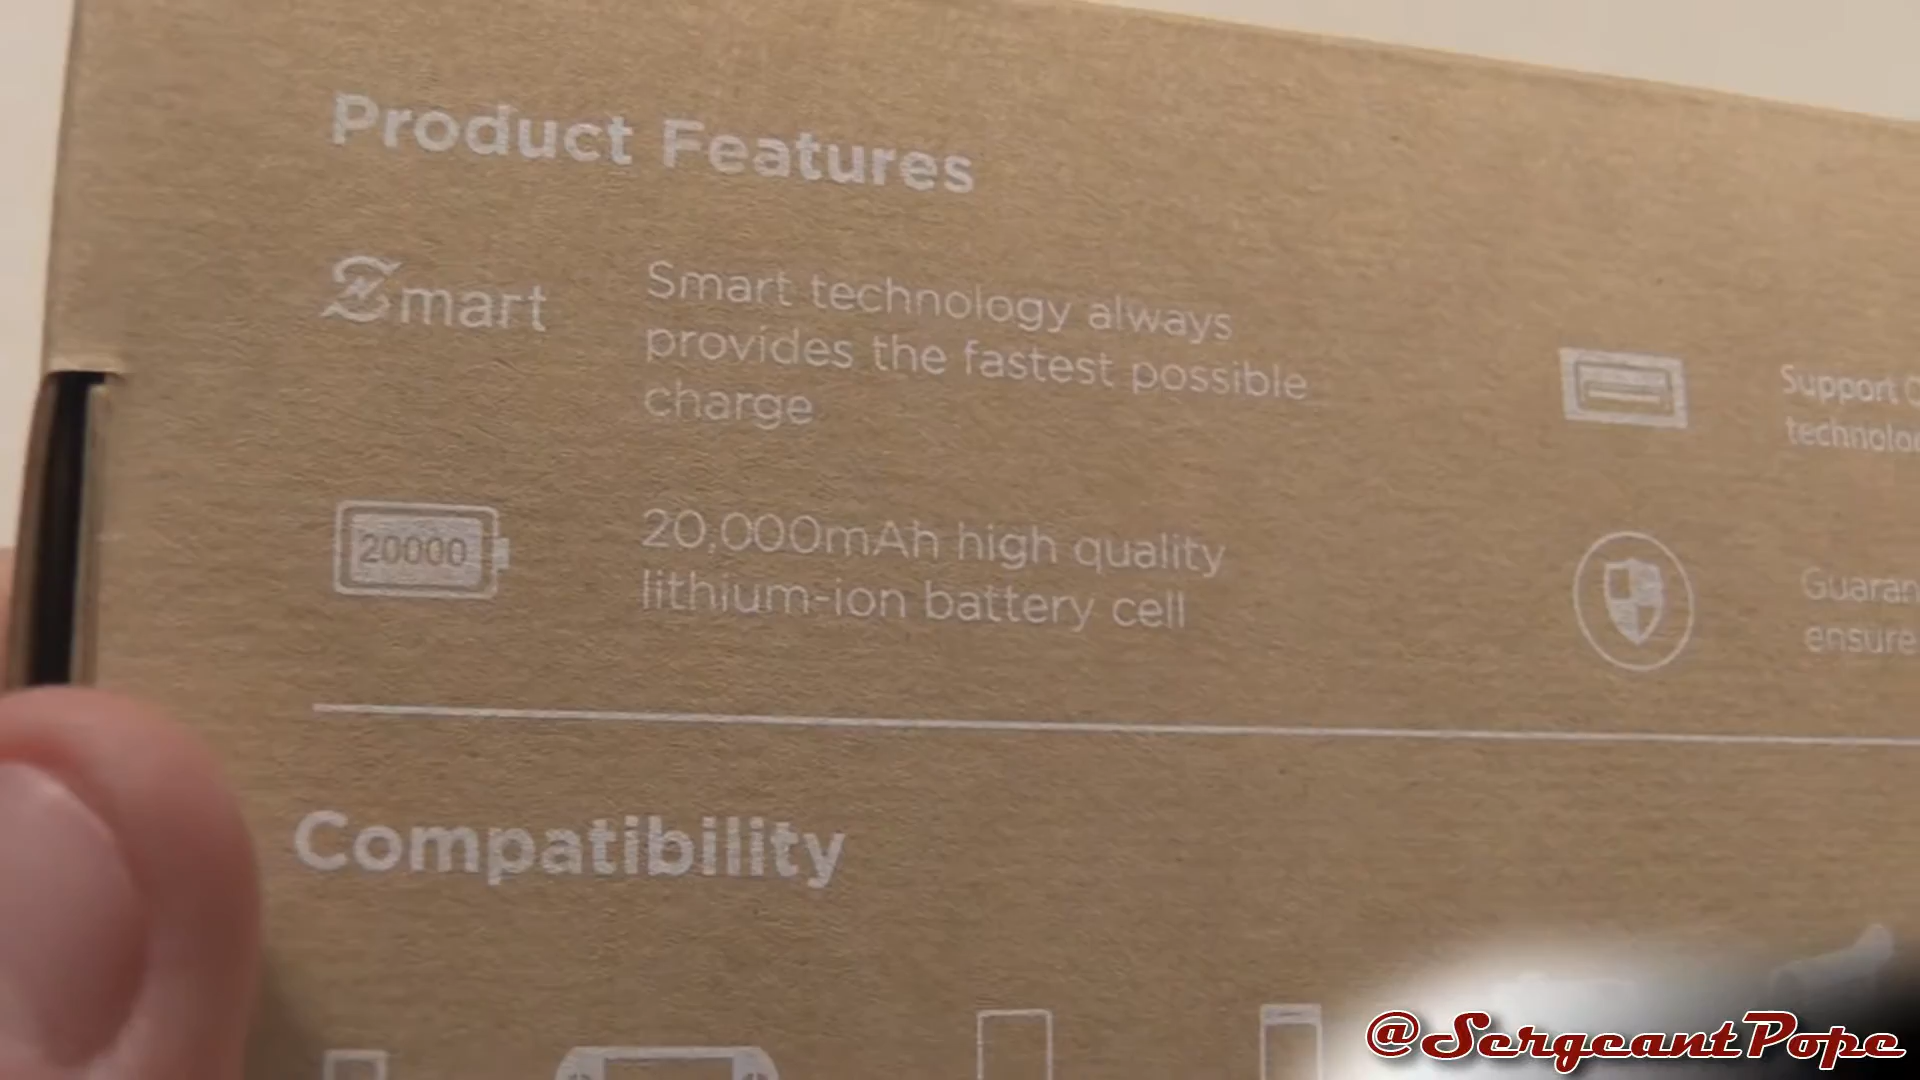 Product Features
Smart
Smart technology always
provides the fastest possible
charge
Support
20000
20,000mAh high quality
lithium-ion battery cell
ensure
Compatibility
@SergeantPope